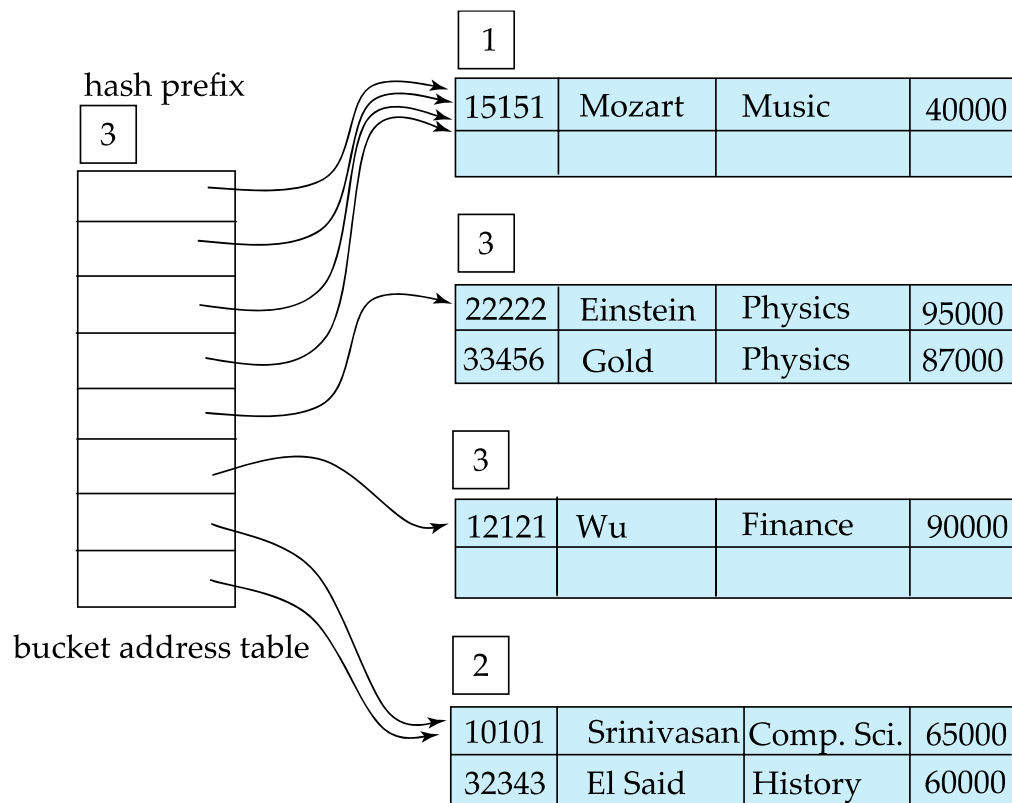 1
hash prefix
3
15151 Mozart Music 40000
3
22222 Einstein Physics 95000
33456 Gold Physics 87000
3
12121 Wu Finance 90000
bucket address table
2
10101 Srinivasan Comp. Sci. 65000
32343 El Said History 60000